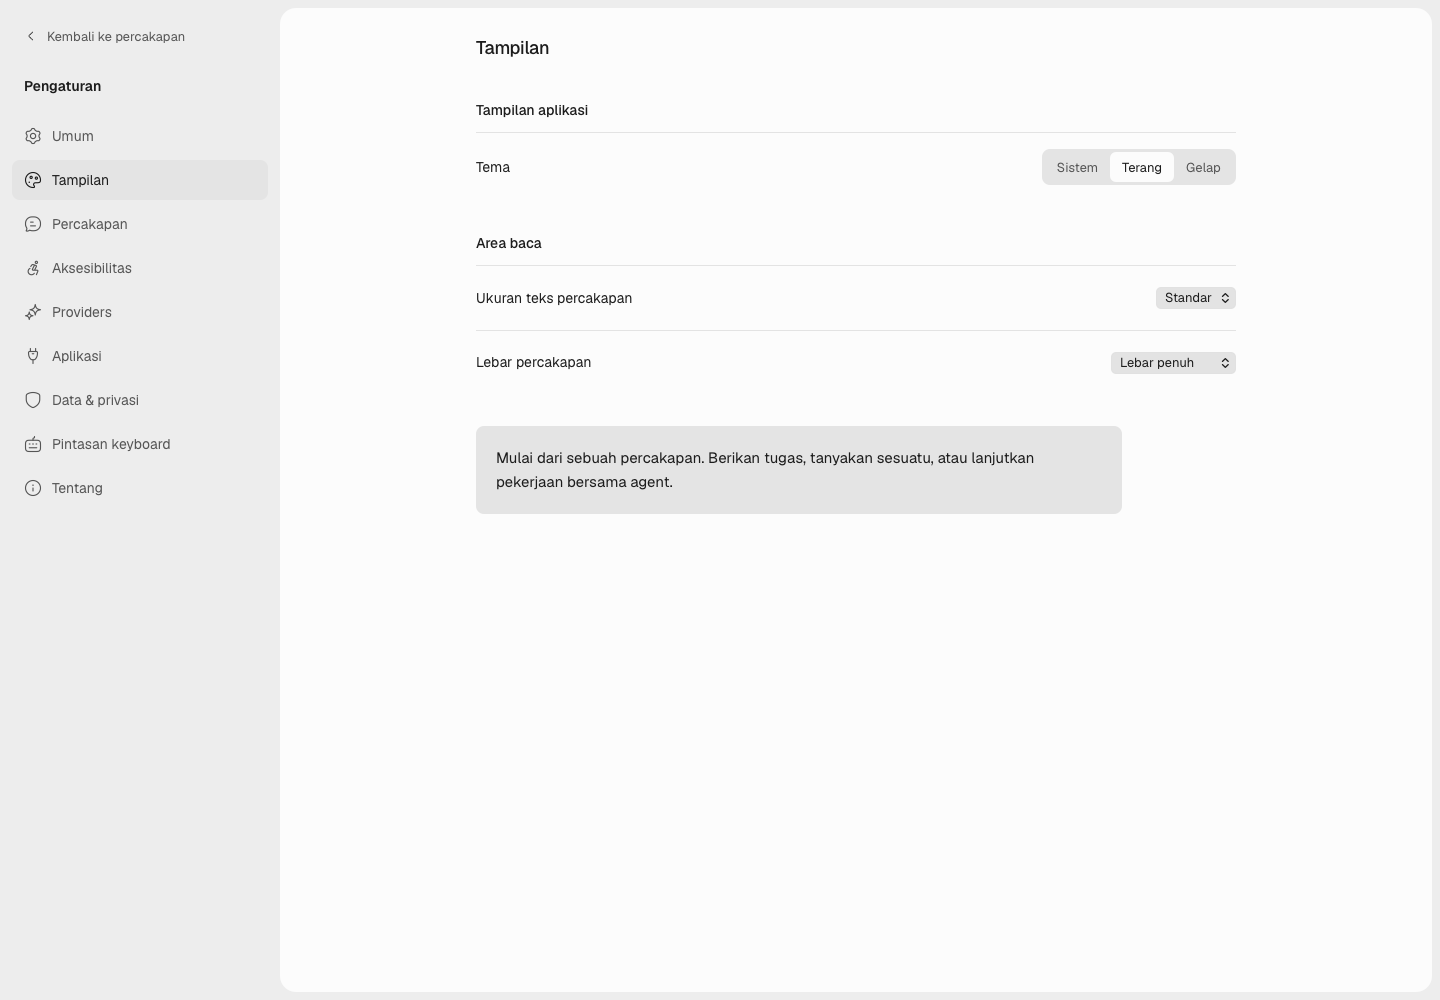 Kembali ke percakapan
Pengaturan
Umum
Tampilan
Percakapan
Aksesibilitas
Providers
Aplikasi
Data & privasi
Pintasan keyboard
Tentang
Tampilan
Tampilan aplikasi
Tema
Sistem
Terang
Gelap
Area baca
Ukuran teks percakapan
Standar
Lebar percakapan
Lebar penuh
Mulai dari sebuah percakapan. Berikan tugas, tanyakan sesuatu, atau lanjutkan
pekerjaan bersama agent.